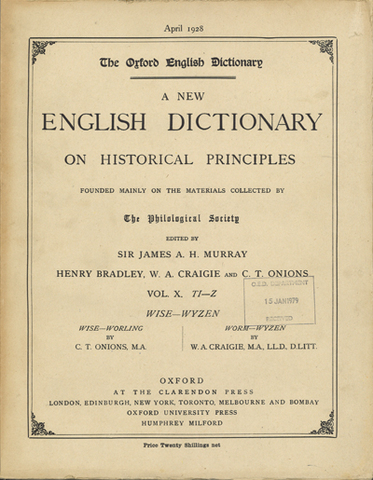 April 1928
The Oxford English Dictionary
A NEW
ENGLISH DICTIONARY
ON HISTORICAL PRINCIPLES
FOUNDED MAINLY ON THE MATERIALS COLLECTED BY
The Philological Society
EDITED BY
SIR JAMES A. H. MURRAY
HENRY BRADLEY, W. A. CRAIGIE AND C. T. ONIONS
VOL. X. TI—Z
WISE—WYZEN
WISE—WORLING
BY
C. T. ONIONS, M.A.
WORM—WYZEN
BY
W. A. CRAIGIE, M.A., LL.D., D.LITT.
O.E.D. DEPARTMENT
15 JAN 1979
RECEIVED
OXFORD
AT THE CLARENDON PRESS
LONDON, EDINBURGH, NEW YORK, TORONTO, MELBOURNE AND BOMBAY
OXFORD UNIVERSITY PRESS
HUMPHREY MILFORD
Price Twenty Shillings net